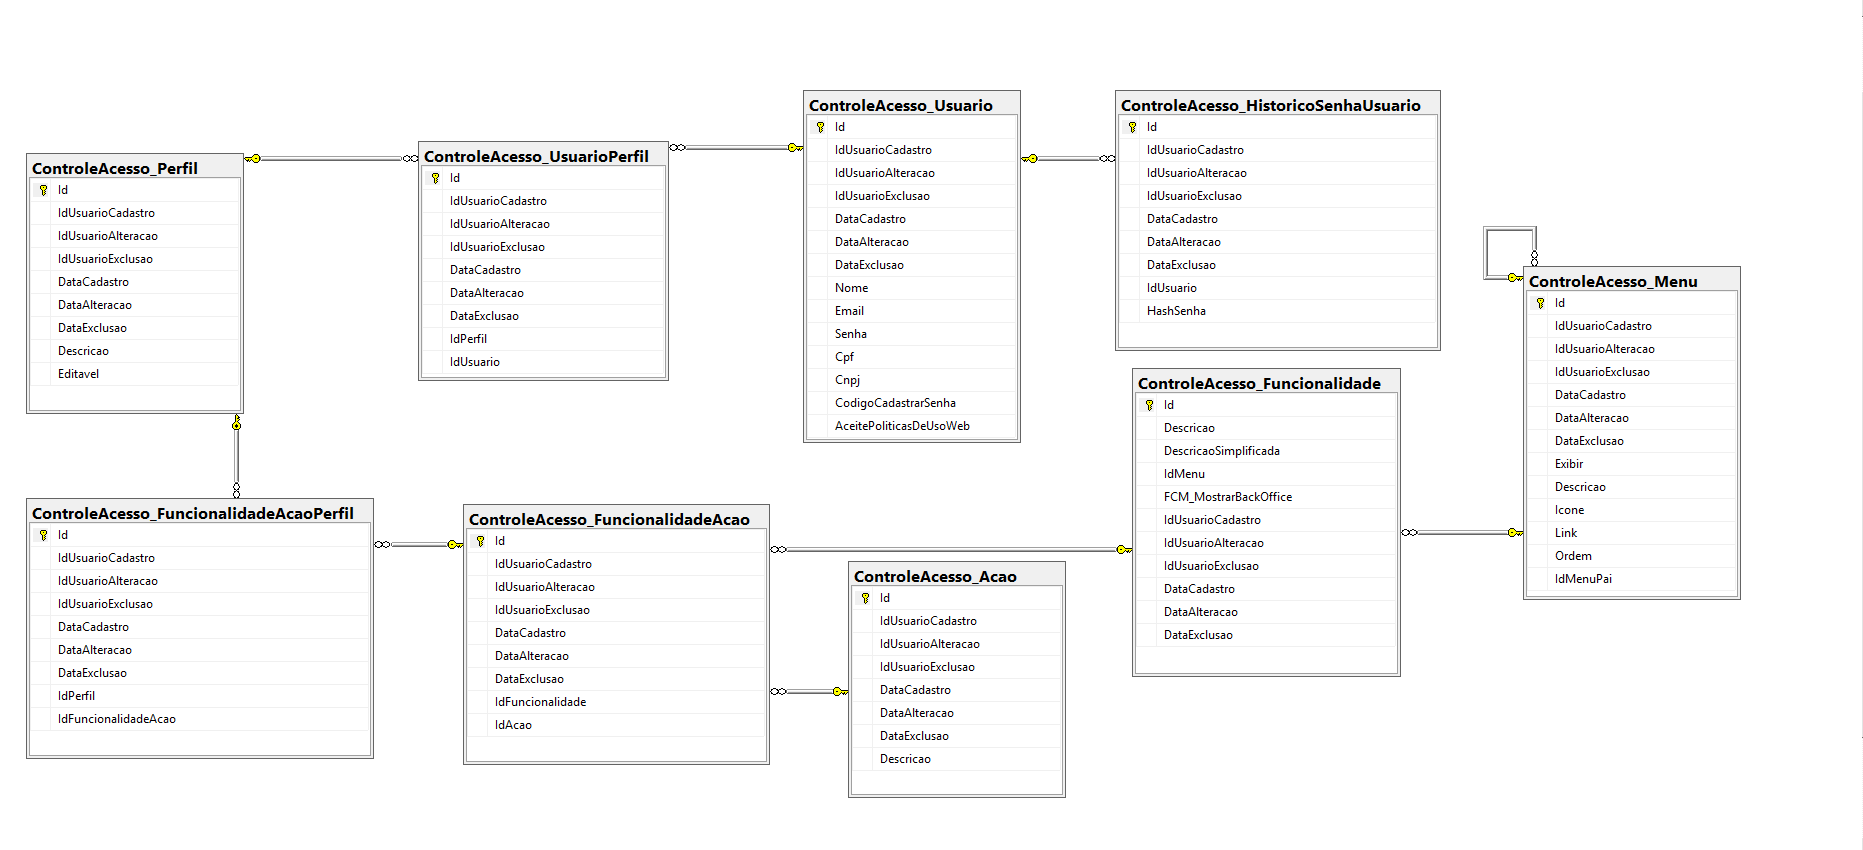 ControleAcesso_Perfil
Id
IdUsuarioCadastro
IdUsuarioAlteracao
IdUsuarioExclusao
DataCadastro
DataAlteracao
DataExclusao
Descricao
Editavel
ControleAcesso_UsuarioPerfil
Id
IdUsuarioCadastro
IdUsuarioAlteracao
IdUsuarioExclusao
DataCadastro
DataAlteracao
DataExclusao
IdPerfil
IdUsuario
ControleAcesso_Usuario
Id
IdUsuarioCadastro
IdUsuarioAlteracao
IdUsuarioExclusao
DataCadastro
DataAlteracao
DataExclusao
Nome
Email
Senha
Cpf
Cnpj
CodigoCadastrarSenha
AceitePoliticasDeUsoWeb
ControleAcesso_HistoricoSenhaUsuario
Id
IdUsuarioCadastro
IdUsuarioAlteracao
IdUsuarioExclusao
DataCadastro
DataAlteracao
DataExclusao
IdUsuario
HashSenha
ControleAcesso_Menu
Id
IdUsuarioCadastro
IdUsuarioAlteracao
IdUsuarioExclusao
DataCadastro
DataAlteracao
DataExclusao
Exibir
Descricao
Icone
Link
Ordem
IdMenuPai
ControleAcesso_FuncionalidadeAcaoPerfil
Id
IdUsuarioCadastro
IdUsuarioAlteracao
IdUsuarioExclusao
DataCadastro
DataAlteracao
DataExclusao
IdPerfil
IdFuncionalidadeAcao
ControleAcesso_FuncionalidadeAcao
Id
IdUsuarioCadastro
IdUsuarioAlteracao
IdUsuarioExclusao
DataCadastro
DataAlteracao
DataExclusao
IdFuncionalidade
IdAcao
ControleAcesso_Acao
Id
IdUsuarioCadastro
IdUsuarioAlteracao
IdUsuarioExclusao
DataCadastro
DataAlteracao
DataExclusao
Descricao
ControleAcesso_Funcionalidade
Id
Descricao
DescricaoSimplificada
IdMenu
FCM_MostrarBackOffice
IdUsuarioCadastro
IdUsuarioAlteracao
IdUsuarioExclusao
DataCadastro
DataAlteracao
DataExclusao